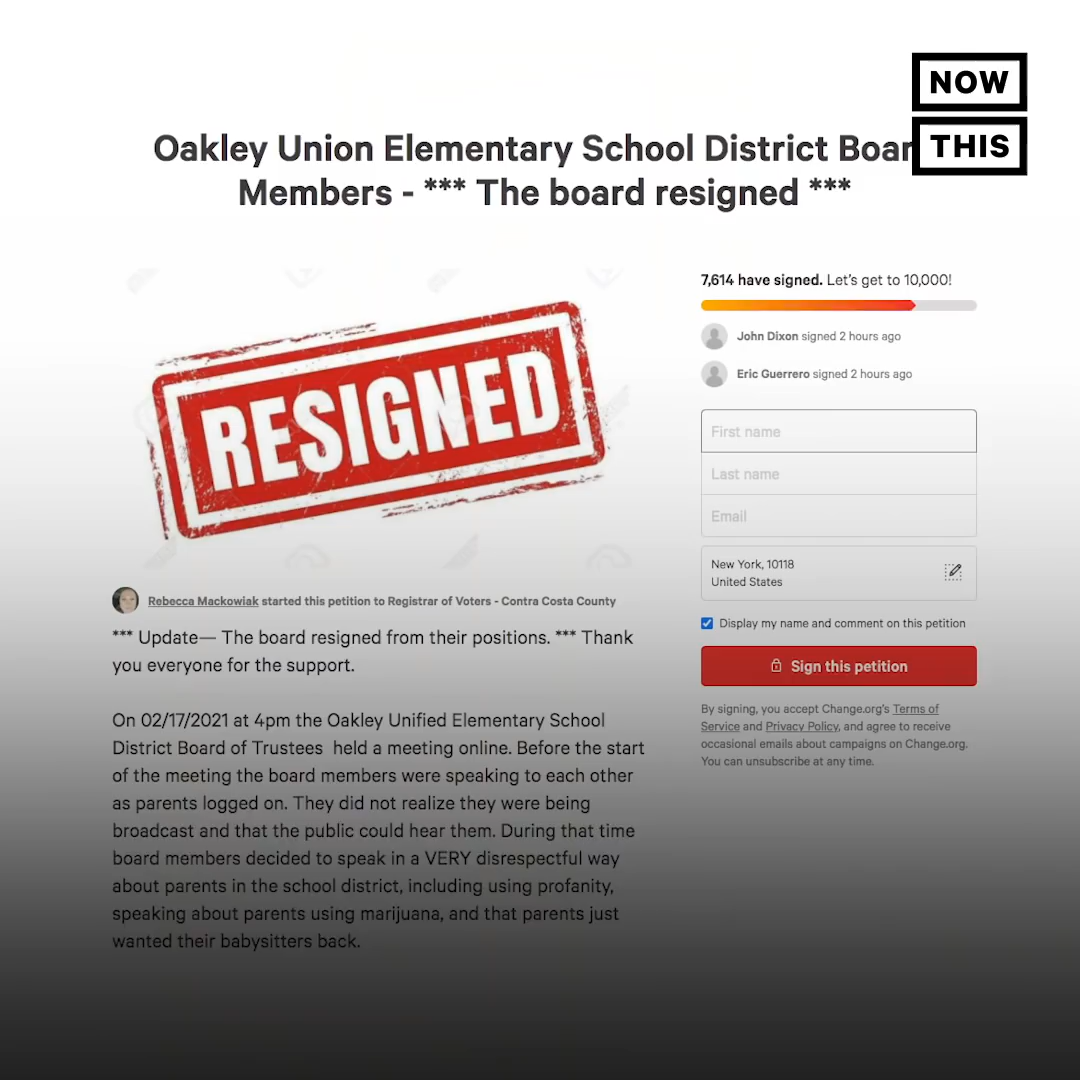 NOW
THIS
Oakley Union Elementary School District Boar
Members - *** The board resigned ***
RESIGNED
7,614 have signed. Let's get to 10,000!
John Dixon signed 2 hours ago
Eric Guerrero signed 2 hours ago
First name
Last name
Email
New York, 10118
United States
Display my name and comment on this petition
Sign this petition
By signing, you accept Change.org's Terms of
Service and Privacy Policy, and agree to receive
occasional emails about campaigns on Change.org.
You can unsubscribe at any time.
Rebecca Mackowiak started this petition to Registrar of Voters - Contra Costa County
*** Update— The board resigned from their positions. *** Thank
you everyone for the support.
On 02/17/2021 at 4pm the Oakley Unified Elementary School
District Board of Trustees held a meeting online. Before the start
of the meeting the board members were speaking to each other
as parents logged on. They did not realize they were being
broadcast and that the public could hear them. During that time
board members decided to speak in a VERY disrespectful way
about parents in the school district, including using profanity,
speaking about parents using marijuana, and that parents just
wanted their babysitters back.